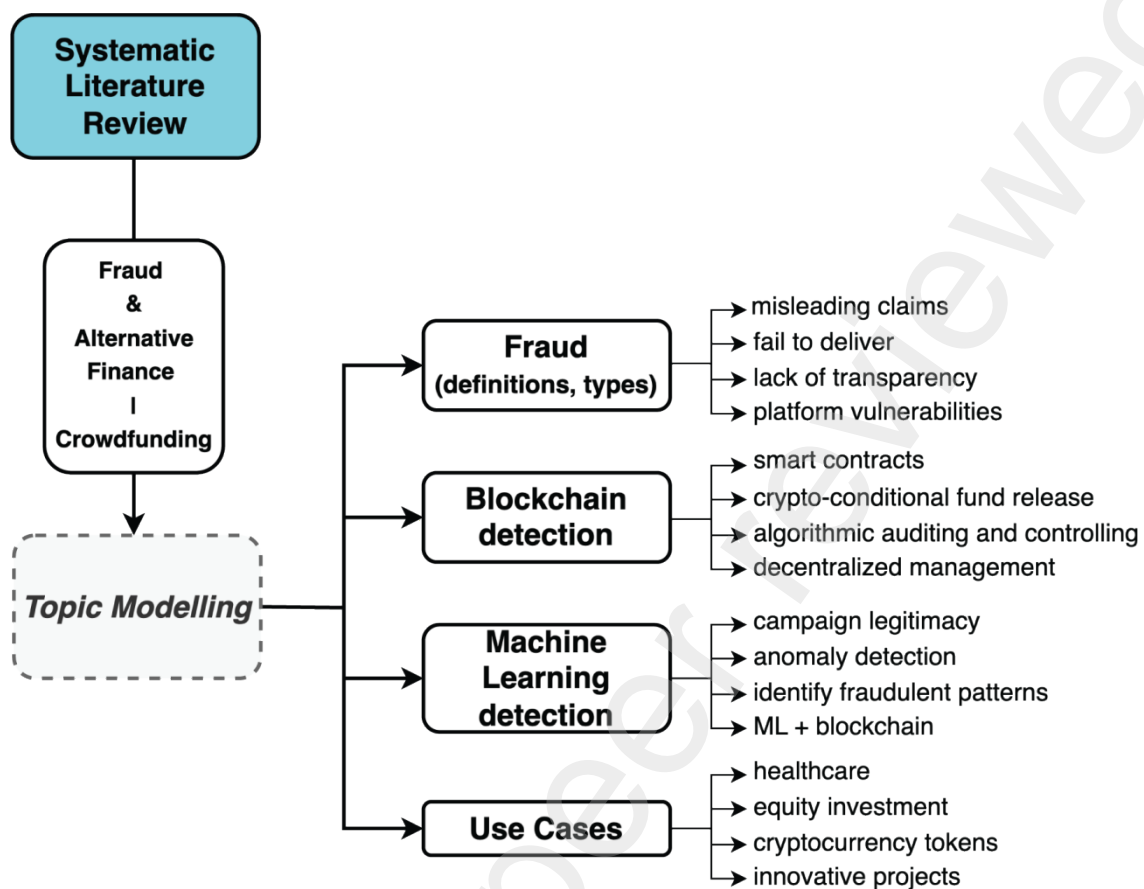 Systematic
Literature
Review
Fraud
&
Alternative
Finance
|
Crowdfunding
Topic Modelling
Fraud
(definitions, types)
misleading claims
fail to deliver
lack of transparency
platform vulnerabilities
Blockchain
detection
smart contracts
crypto-conditional fund release
algorithmic auditing and controlling
decentralized management
Machine
Learning
detection
campaign legitimacy
anomaly detection
identify fraudulent patterns
ML + blockchain
Use Cases
healthcare
equity investment
cryptocurrency tokens
innovative projects
peer reviewed